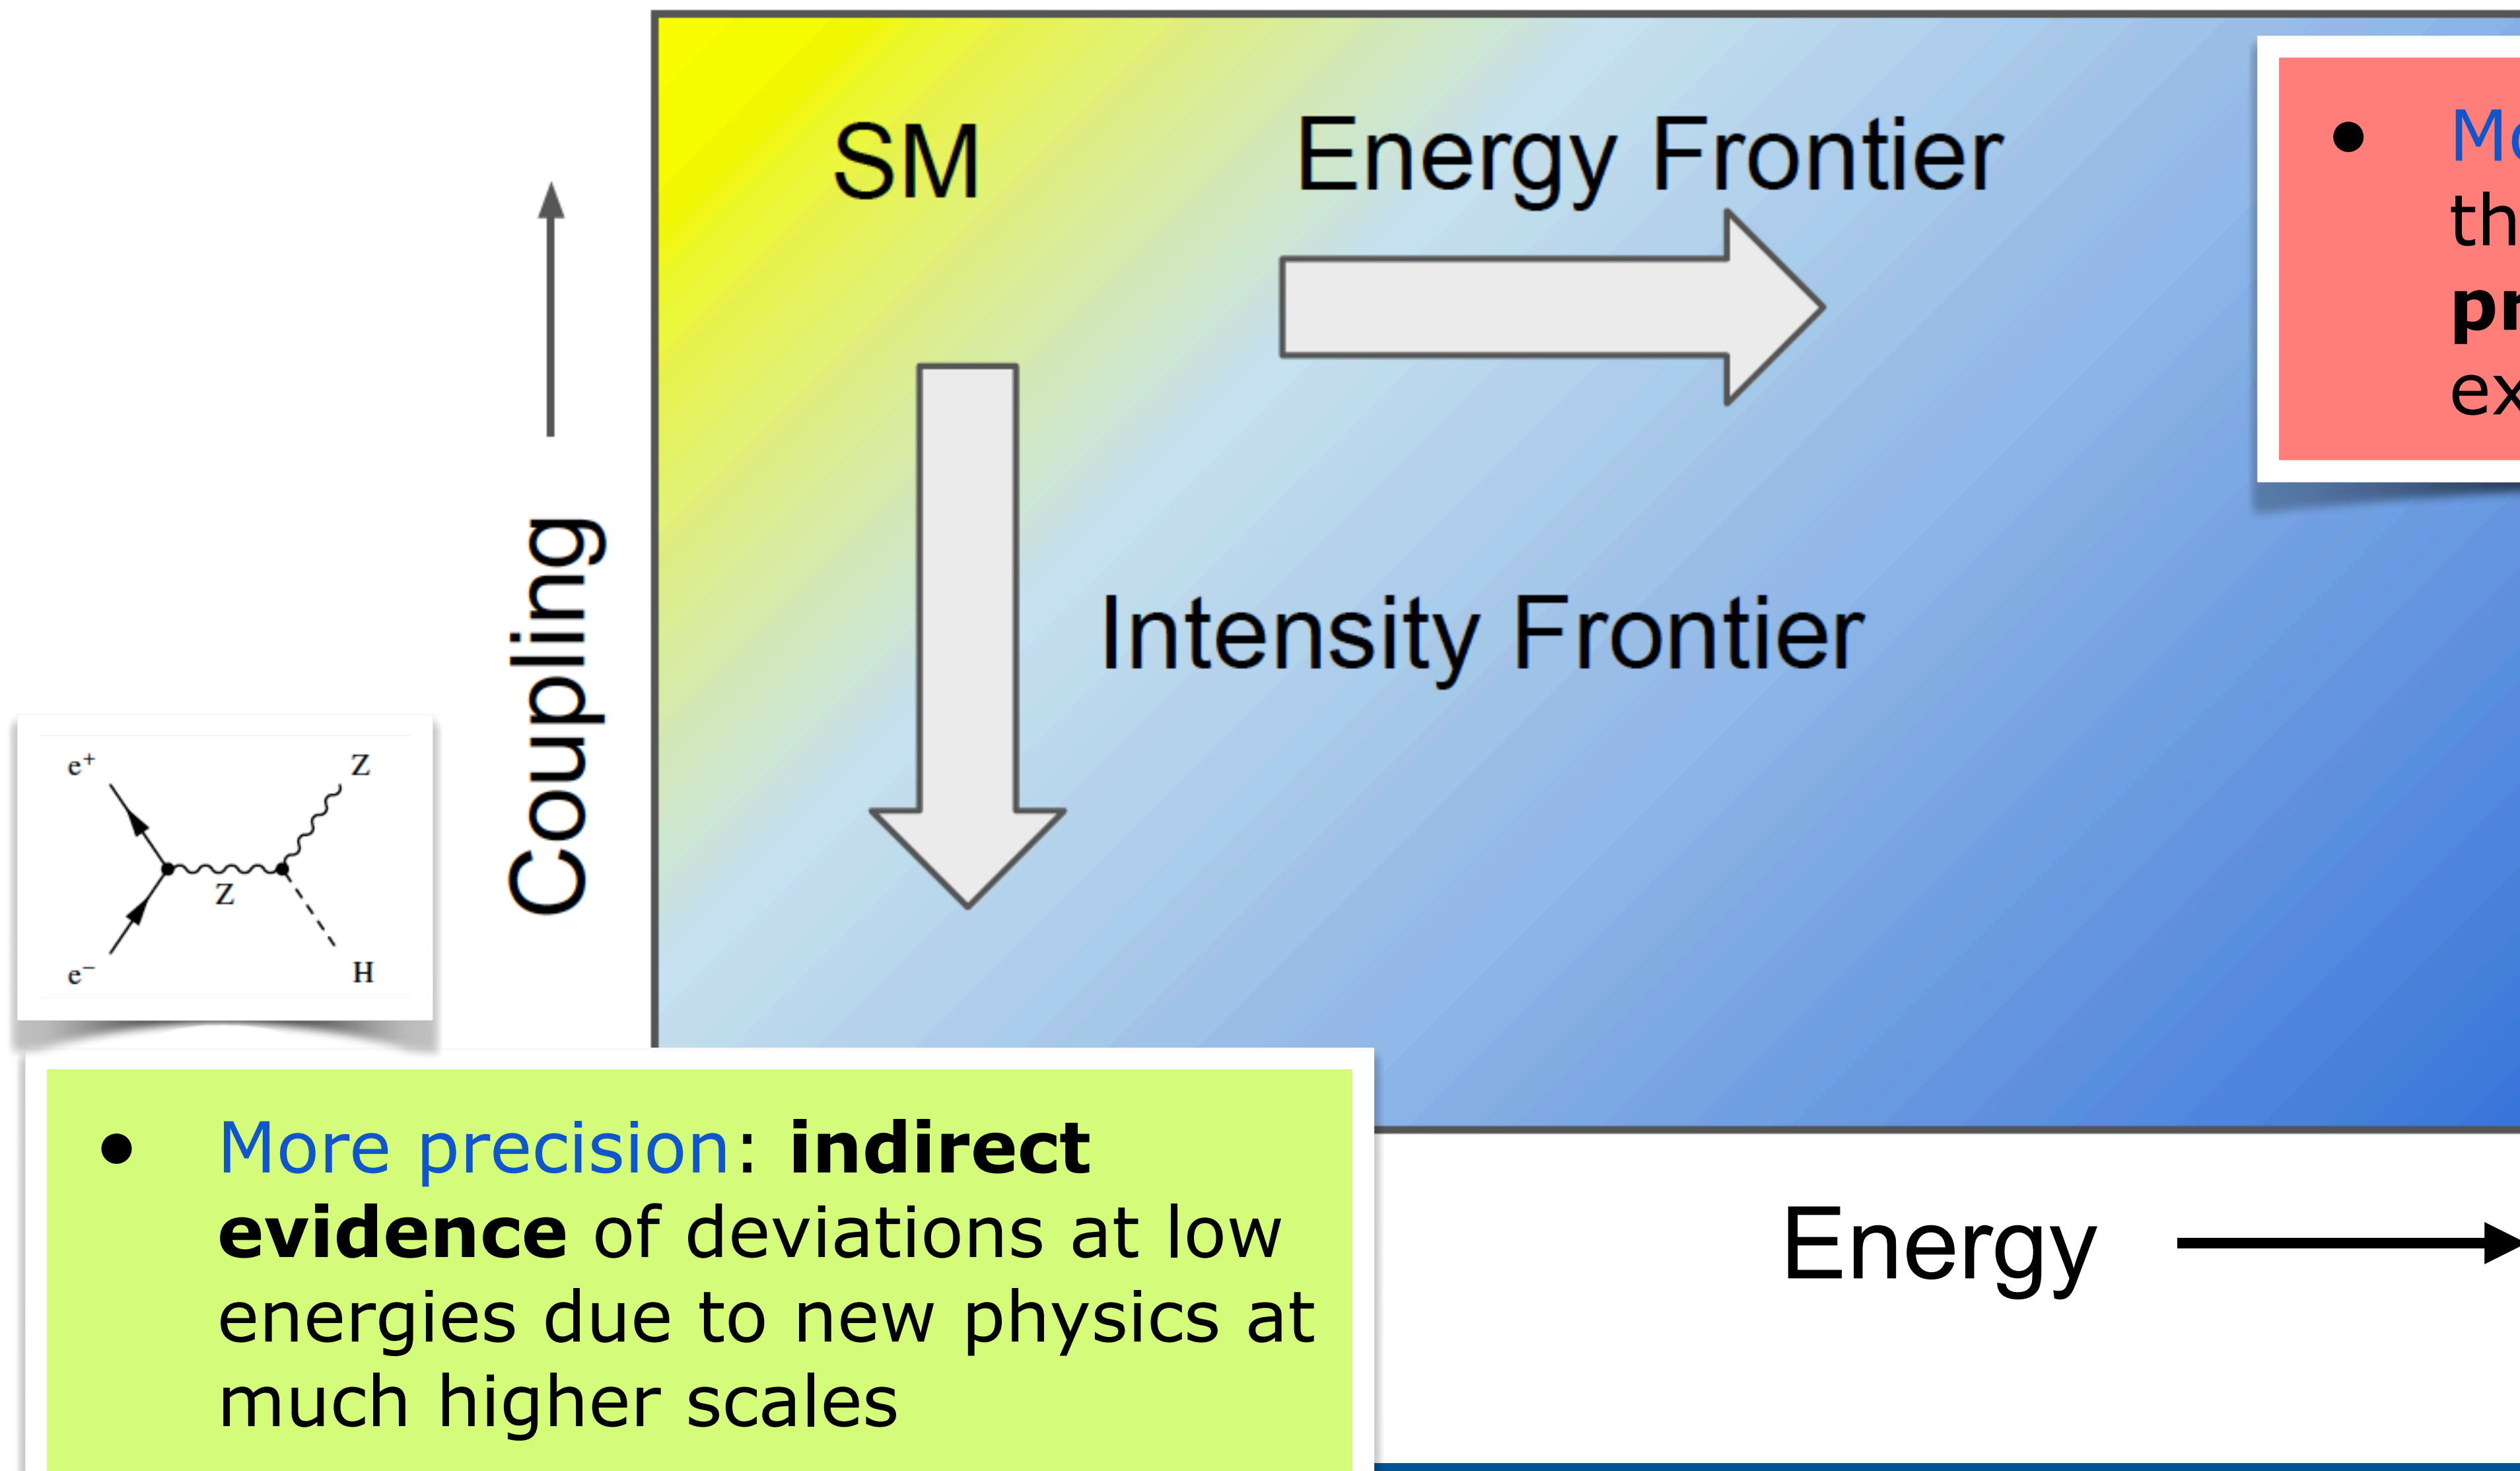 SM
Energy Frontier
Intensity Frontier
Coupling
e⁺
Z
Z
e⁻
H
• More precision: indirect
evidence of deviations at low
energies due to new physics at
much higher scales
Energy